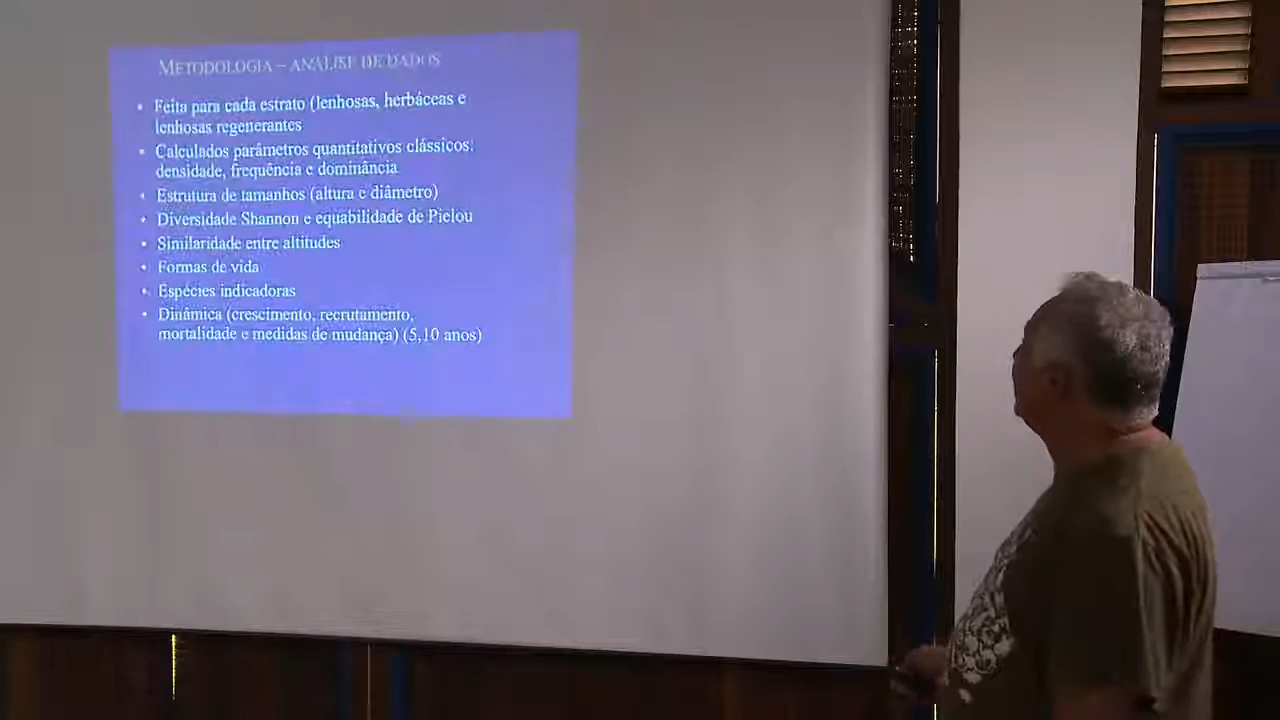 METODOLOGIA – ANÁLISE DE DADOS
• Feita para cada estrato (lenhosas, herbáceas e
lenhosas regenerantes
• Calculados parâmetros quantitativos clássicos:
densidade, frequência e dominância
• Estrutura de tamanhos (altura e diâmetro)
• Diversidade Shannon e equabilidade de Pielou
• Similaridade entre altitudes
• Formas de vida
• Espécies indicadoras
• Dinâmica (crescimento, recrutamento,
mortalidade e medidas de mudança) (5,10 anos)